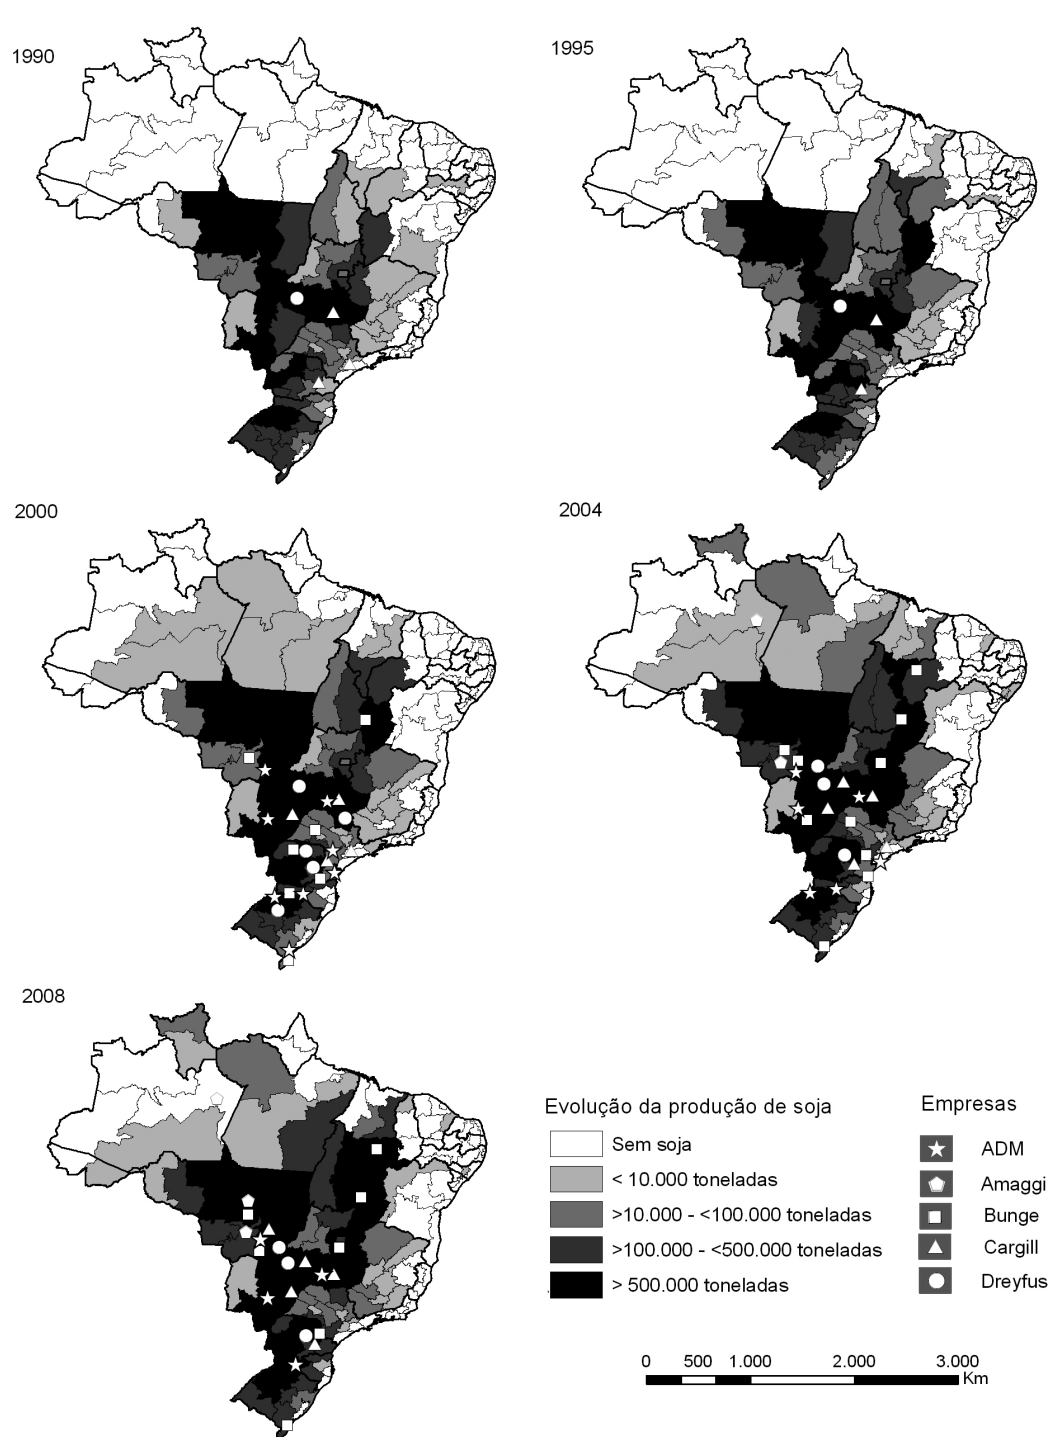 1990
1995
2000
2004
2008
Evolução da produção de soja
Sem soja
< 10.000 toneladas
>10.000 - <100.000 toneladas
>100.000 - <500.000 toneladas
> 500.000 toneladas
Empresas
ADM
Amaggi
Bunge
Cargill
Dreyfus
0 500 1.000 2.000 3.000
Km